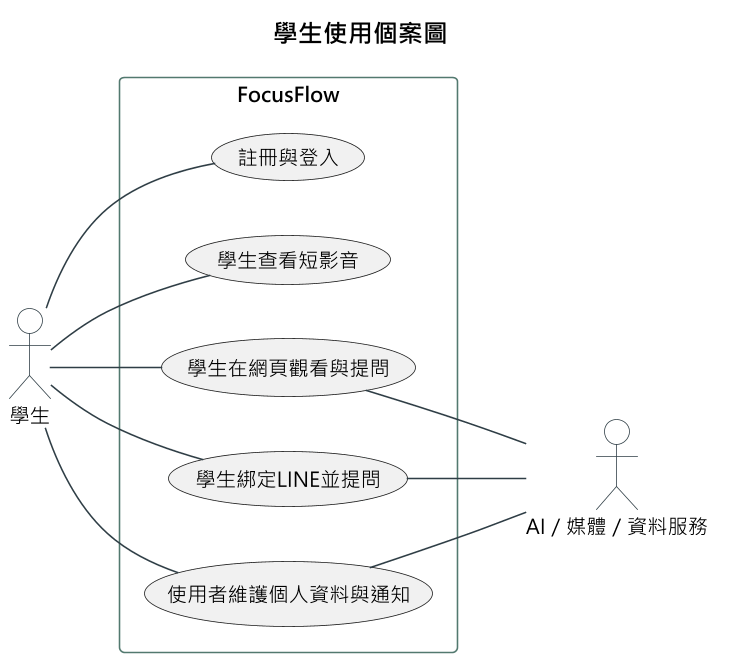 學生使用個案圖
FocusFlow
註冊與登入
學生查看短影音
學生在網頁觀看與提問
學生
學生綁定LINE並提問
AI / 媒體 / 資料服務
使用者維護個人資料與通知